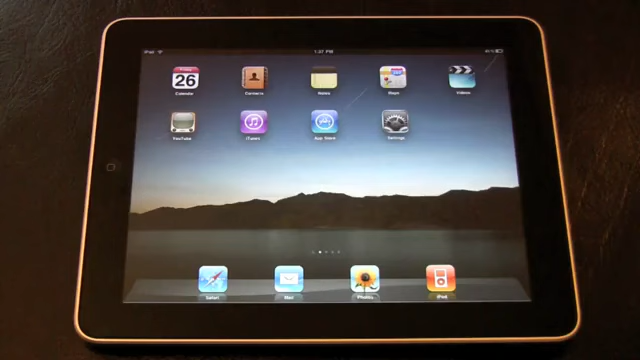 iPad
1:37 PM
Friday
26
Calendar
Contacts
Notes
Maps
Videos
YouTube
iTunes
App Store
Settings
Safari
Mail
Photos
iPod